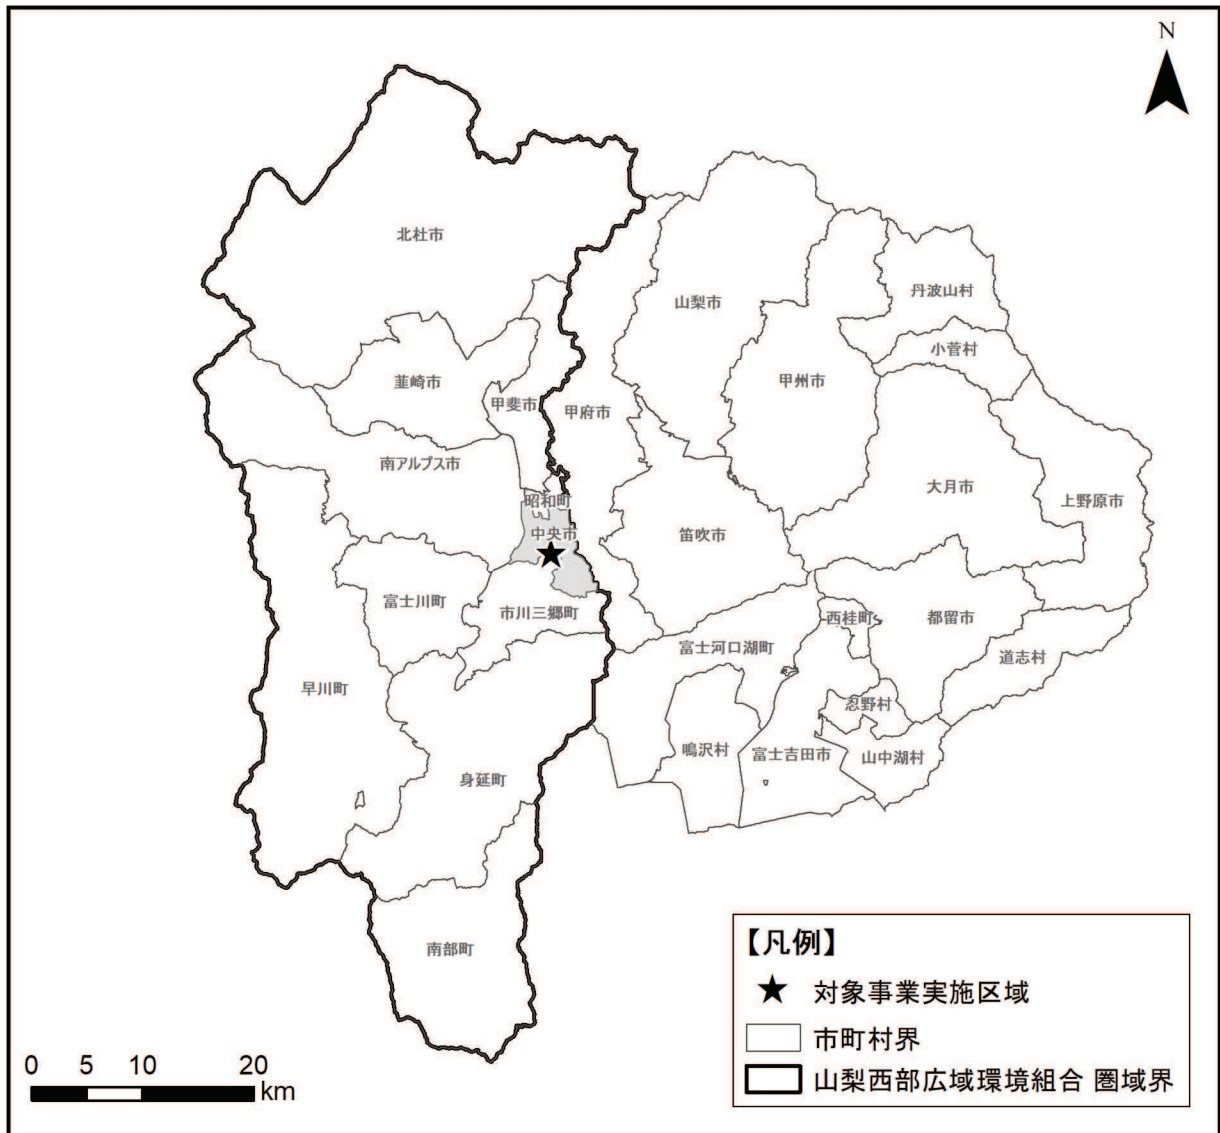 N
北杜市
山梨市
丹波山村
小菅村
韮崎市
甲州市
甲斐市
甲府市
南アルプス市
大月市
上野原市
昭和町
中央市
笛吹市
富士川町
市川三郷町
西桂町
都留市
富士河口湖町
道志村
早川町
忍野村
鳴沢村
富士吉田市
山中湖村
身延町
南部町
【凡例】
対象事業実施区域
市町村界
山梨西部広域環境組合 圏域界
0 5 10 20
km